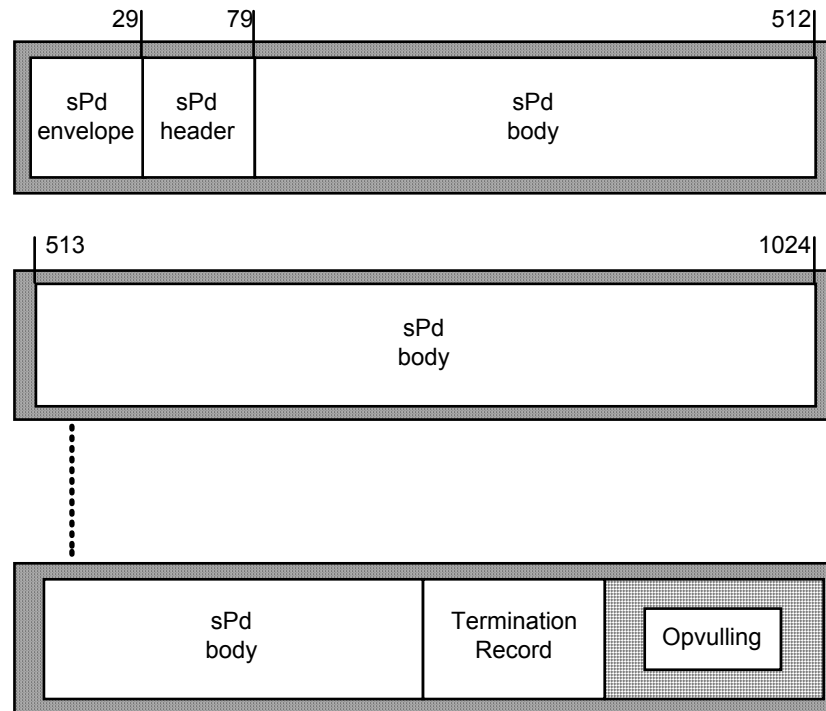 29 79 512
sPd envelope
sPd header
sPd body
513 1024
sPd body
sPd body
Termination Record
Opvulling